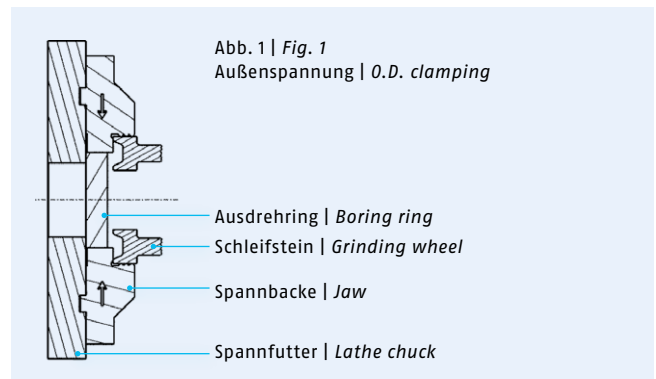 Abb. 1 | Fig. 1
Außenspannung | O.D. clamping
Ausdrehring | Boring ring
Schleifstein | Grinding wheel
Spannbacke | Jaw
Spannfutter | Lathe chuck